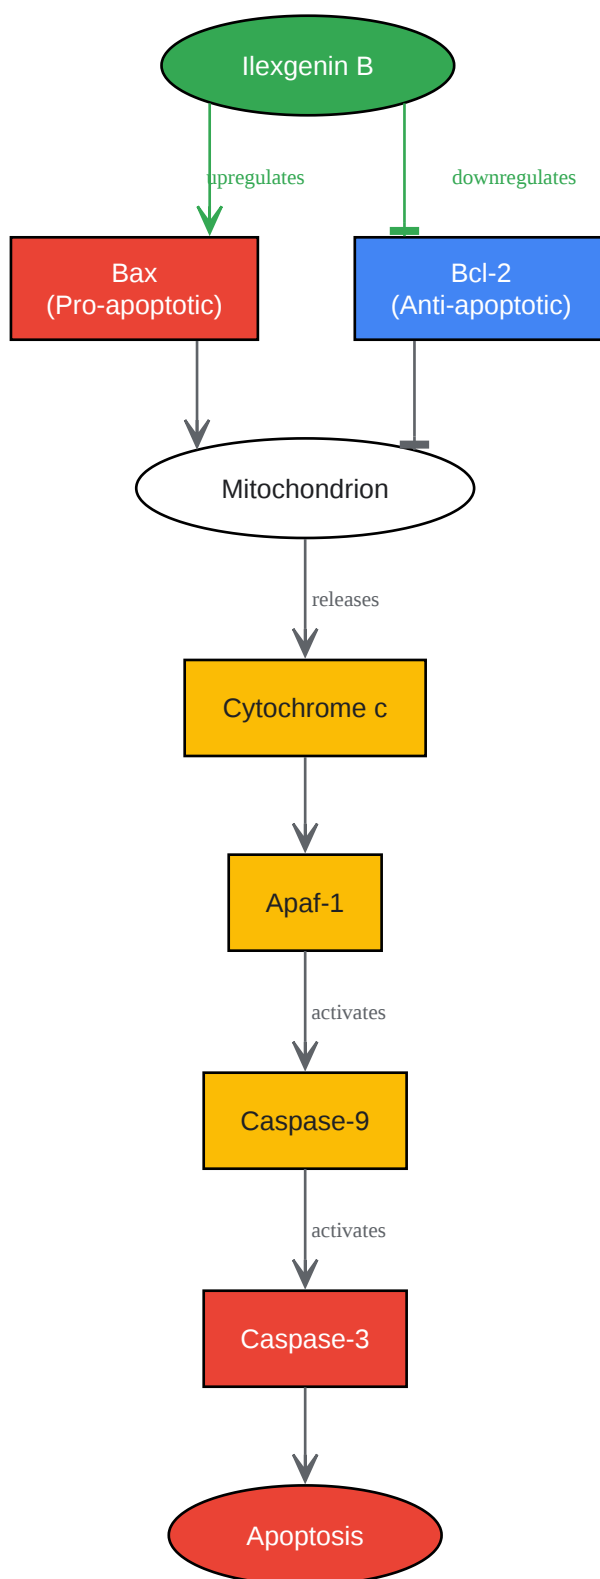 Ilexgenin B
upregulates
downregulates
Bax
(Pro-apoptotic)
Bcl-2
(Anti-apoptotic)
Mitochondrion
releases
Cytochrome c
Apaf-1
activates
Caspase-9
activates
Caspase-3
Apoptosis